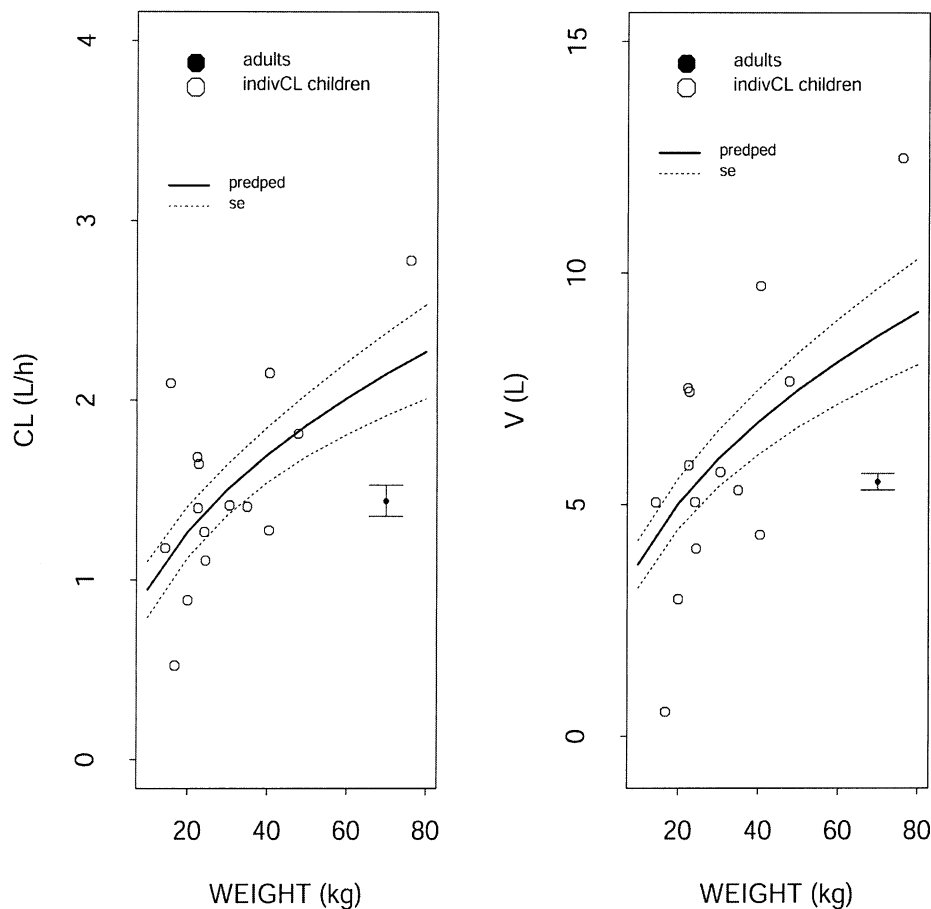 CL (L/h)
4
3
2
1
0
adults
indivCL children
predped
se
20 40 60 80
WEIGHT (kg)
V (L)
15
10
5
0
adults
indivCL children
predped
se
20 40 60 80
WEIGHT (kg)